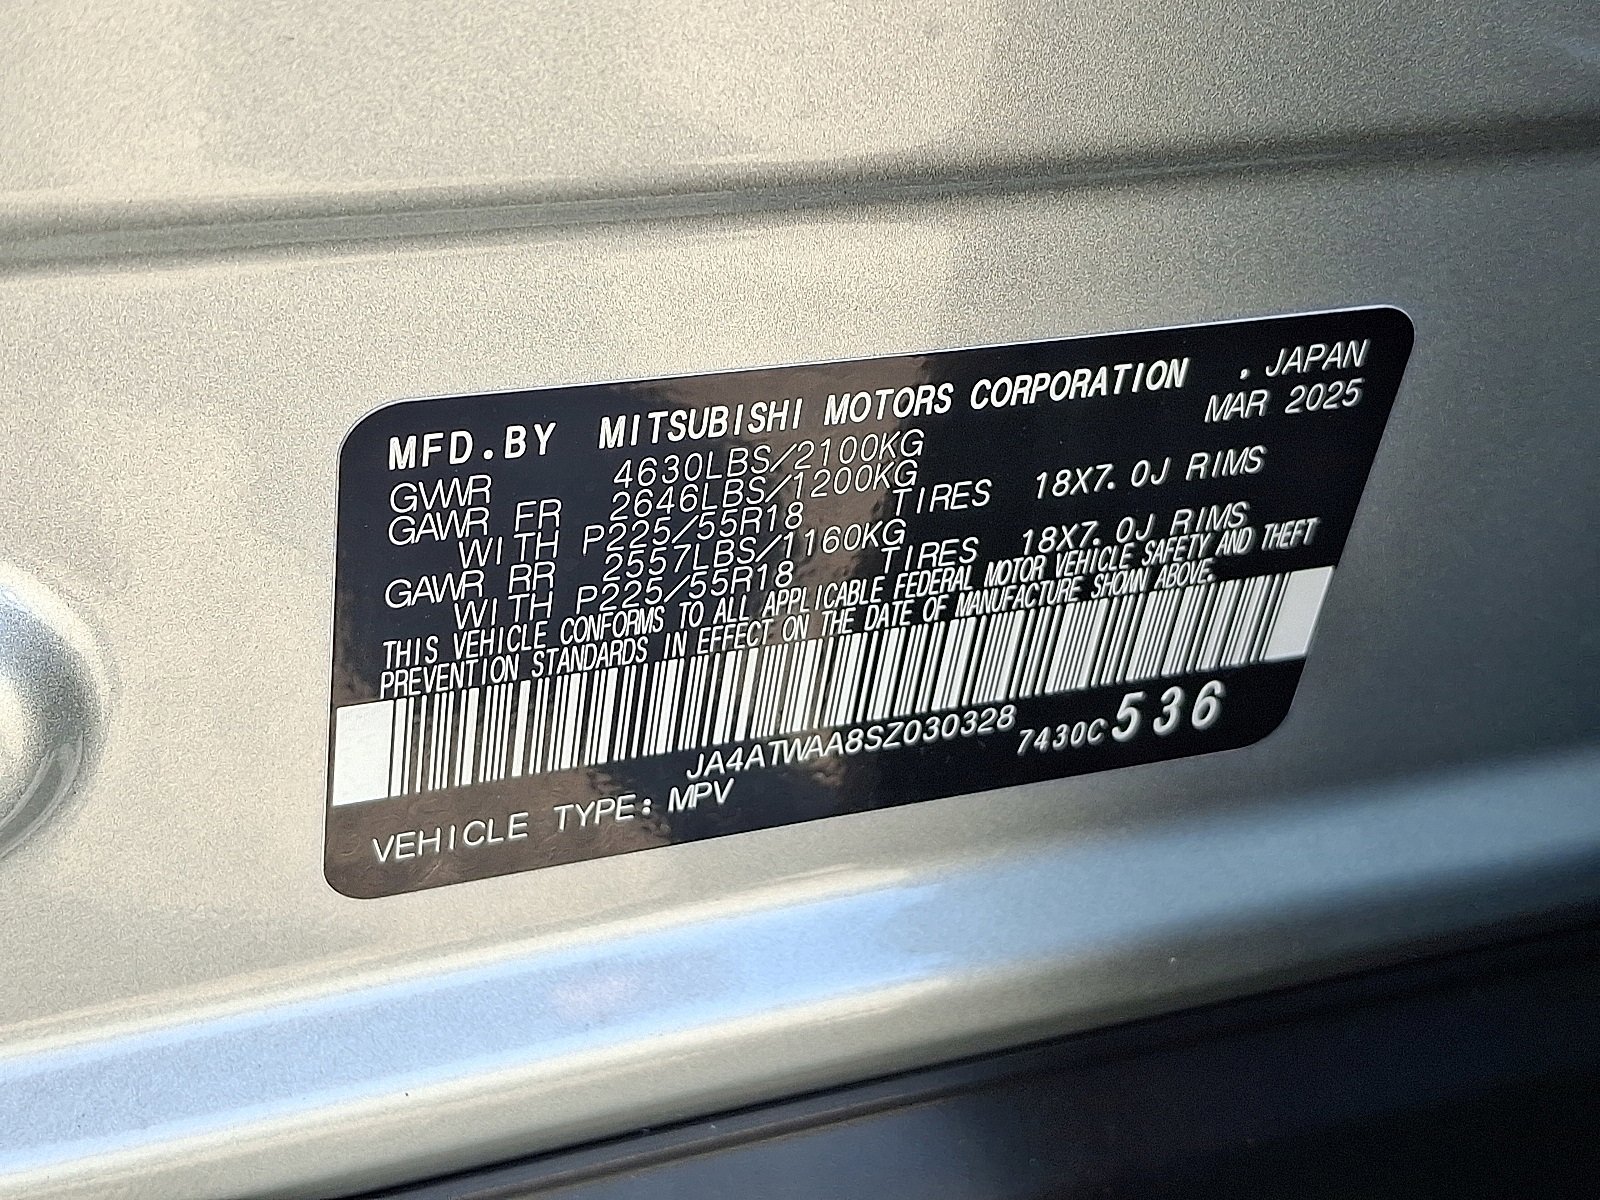 MFD.BY MITSUBISHI MOTORS CORPORATION . JAPAN
MAR 2025
GVWR 4630LBS/2100KG
GAWR FR 2646LBS/1200KG
WITH P225/55R18 TIRES 18X7.0J RIMS
GAWR RR 2557LBS/1160KG
WITH P225/55R18 TIRES 18X7.0J RIMS
THIS VEHICLE CONFORMS TO ALL APPLICABLE FEDERAL MOTOR VEHICLE SAFETY AND THEFT
PREVENTION STANDARDS IN EFFECT ON THE DATE OF MANUFACTURE SHOWN ABOVE.
JA4ATWAA8SZ030328 7430C 536
VEHICLE TYPE: MPV